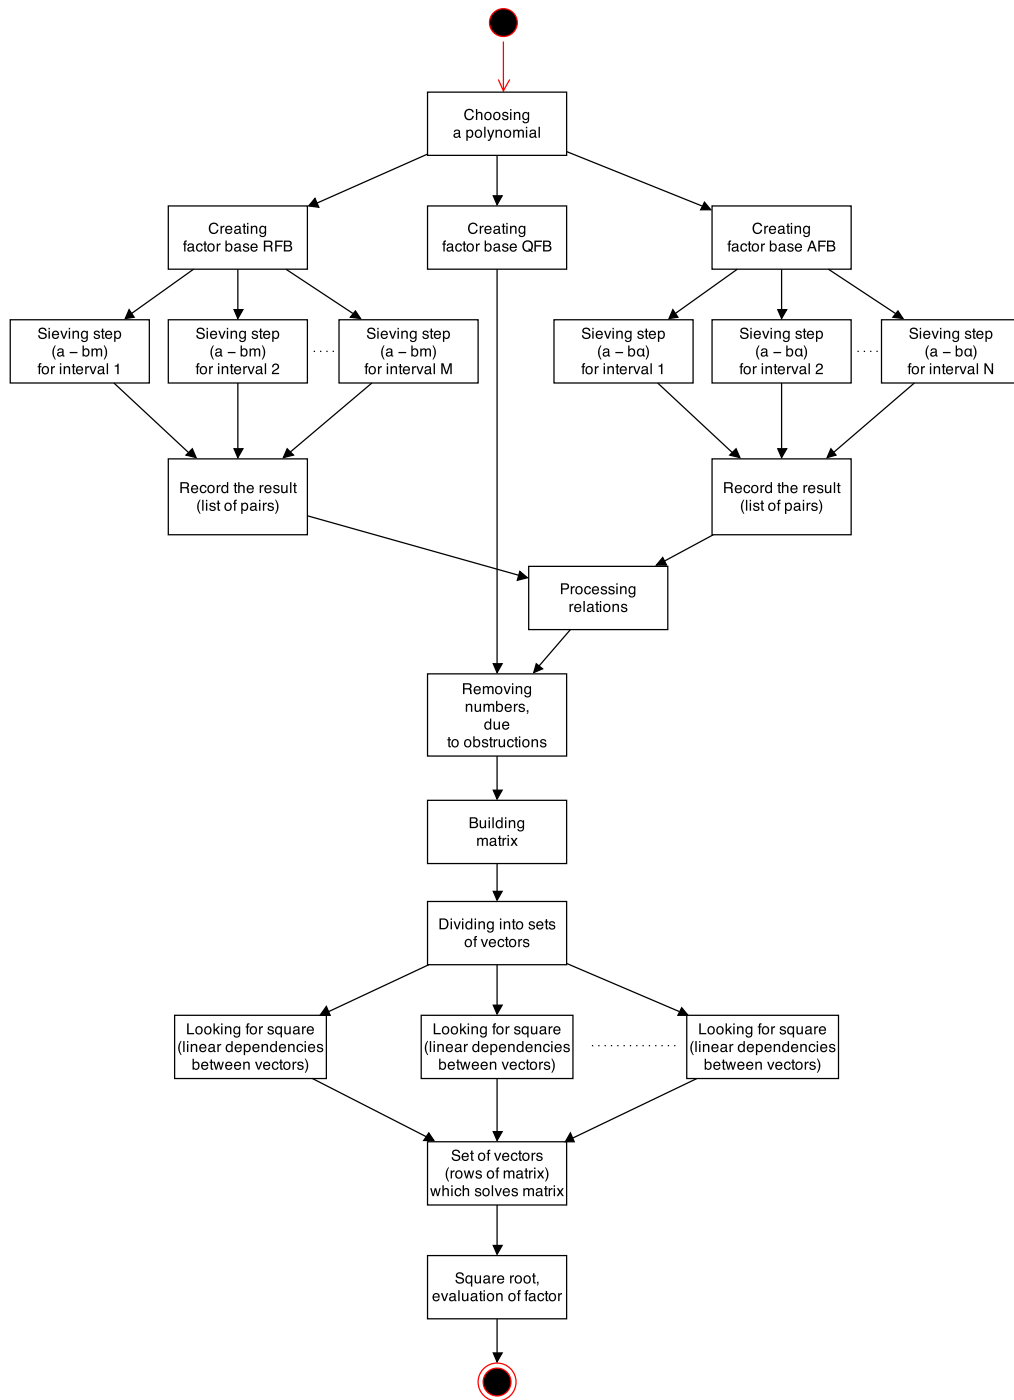 Choosing
a polynomial
Creating
factor base RFB
Creating
factor base QFB
Creating
factor base AFB
Sieving step
(a – bm)
for interval 1
Sieving step
(a – bm)
for interval 2
Sieving step
(a – bm)
for interval M
Sieving step
(a – bα)
for interval 1
Sieving step
(a – bα)
for interval 2
Sieving step
(a – bα)
for interval N
Record the result
(list of pairs)
Record the result
(list of pairs)
Processing
relations
Removing
numbers,
due
to obstructions
Building
matrix
Dividing into sets
of vectors
Looking for square
(linear dependencies
between vectors)
Looking for square
(linear dependencies
between vectors)
Looking for square
(linear dependencies
between vectors)
Set of vectors
(rows of matrix)
which solves matrix
Square root,
evaluation of factor